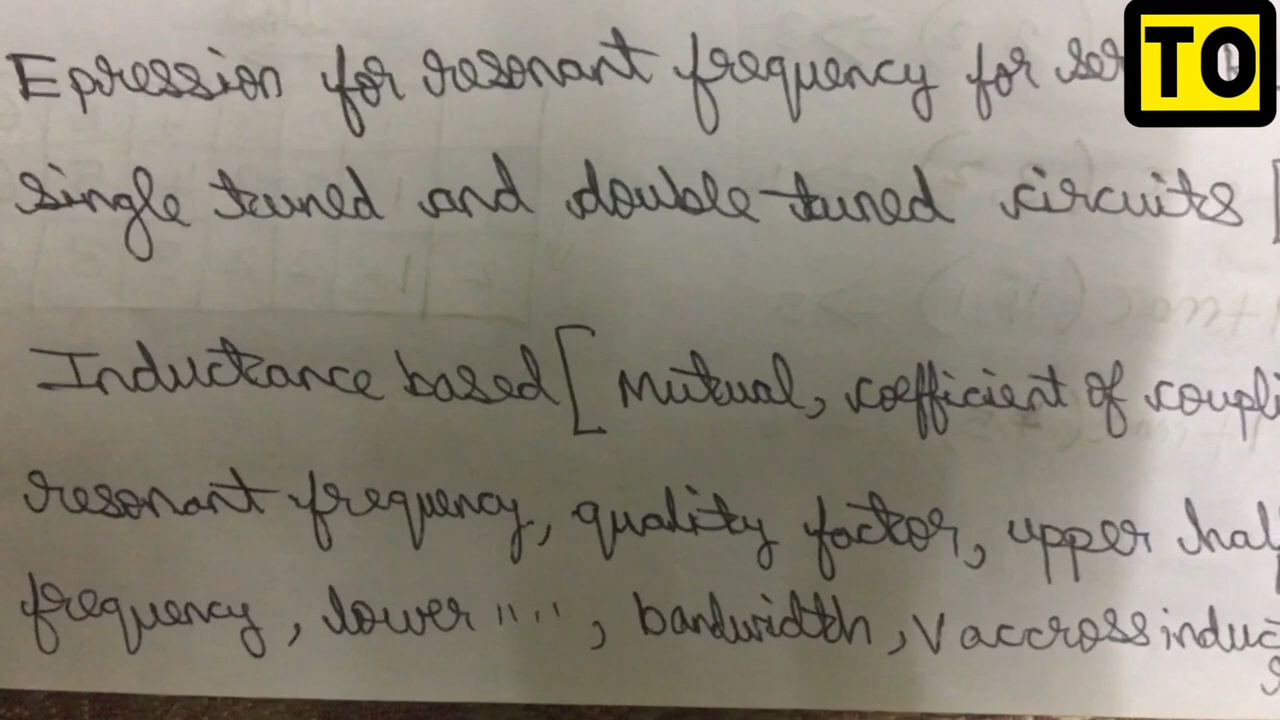 Epression for resonant frequency for ser
TO
single tuned and double-tuned circuits [
Inductance based [ Mutual, coefficient of coupli
resonant frequency, quality factor, upper hal
frequency, lower " ", bandwidth, V accross induc